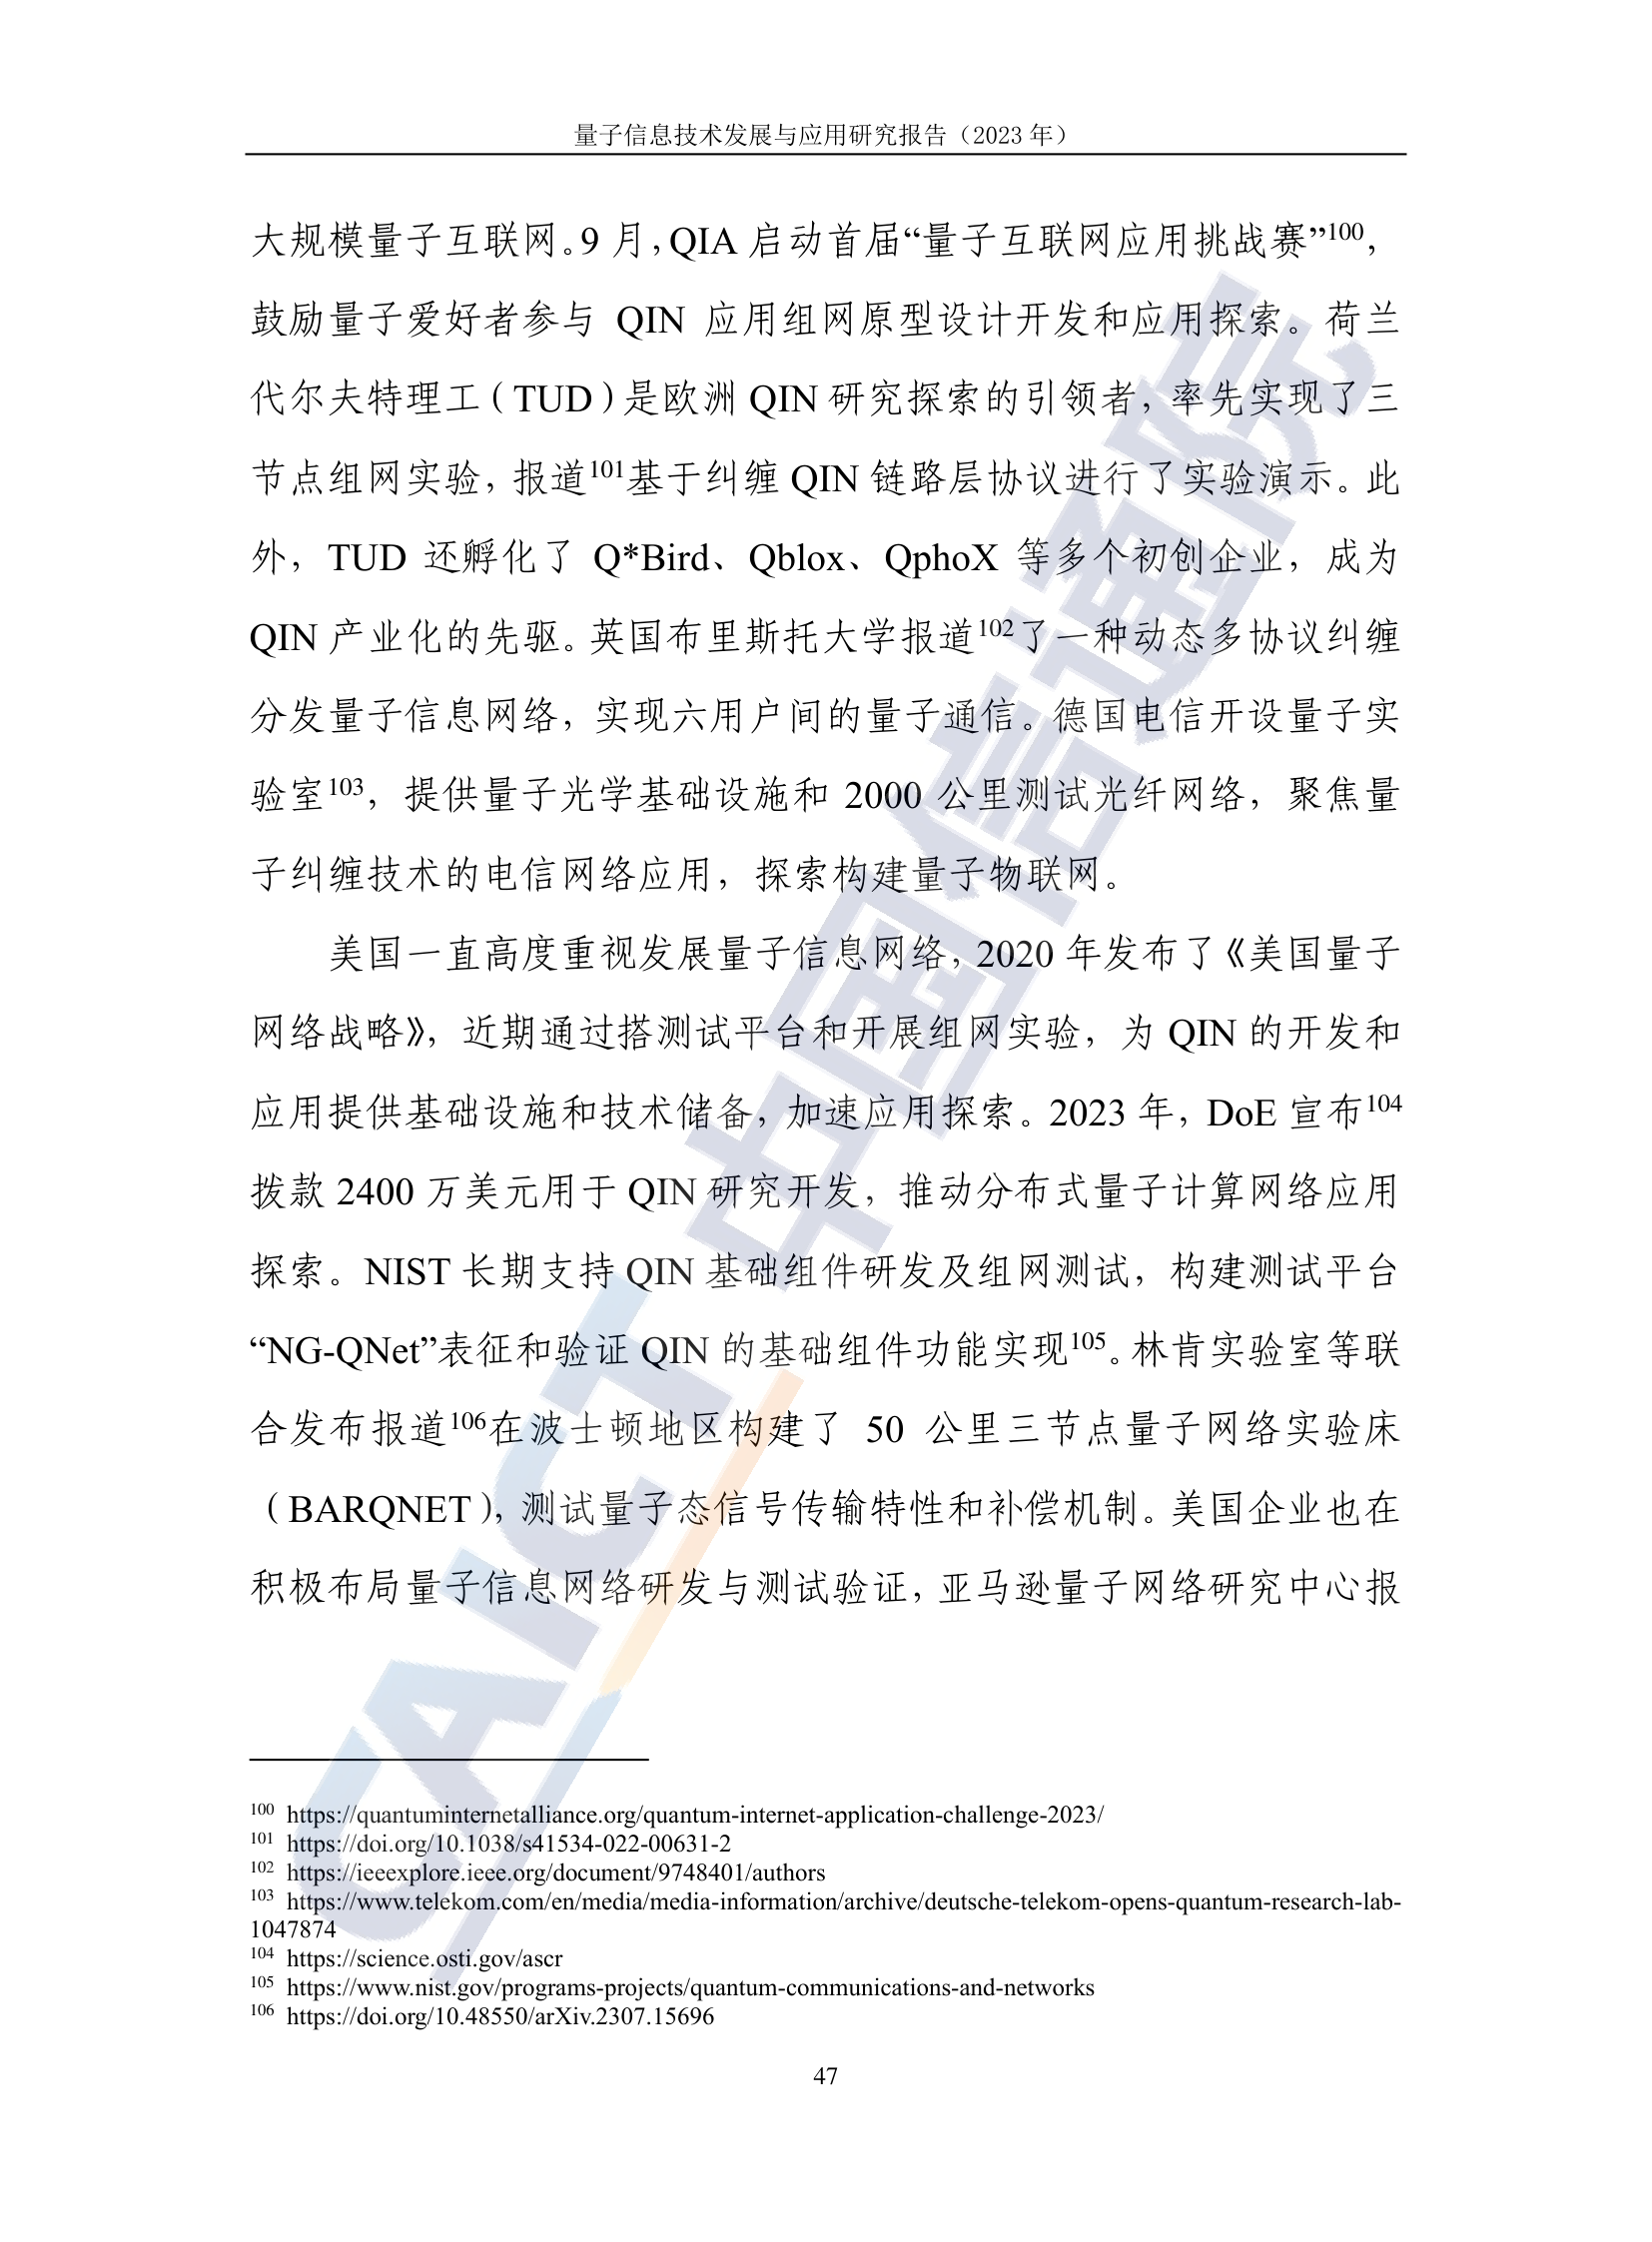 量子信息技术发展与应用研究报告（2023 年）
大规模量子互联网。9 月，QIA 启动首届“量子互联网应用挑战赛”100，
鼓励量子爱好者参与 QIN 应用组网原型设计开发和应用探索。荷兰
代尔夫特理工（TUD）是欧洲 QIN 研究探索的引领者，率先实现了三
节点组网实验，报道101基于纠缠 QIN 链路层协议进行了实验演示。此
外，TUD 还孵化了 Q*Bird、Qblox、QphoX 等多个初创企业，成为
QIN 产业化的先驱。英国布里斯托大学报道102了一种动态多协议纠缠
分发量子信息网络，实现六用户间的量子通信。德国电信开设量子实
验室103，提供量子光学基础设施和 2000 公里测试光纤网络，聚焦量
子纠缠技术的电信网络应用，探索构建量子物联网。
美国一直高度重视发展量子信息网络，2020 年发布了《美国量子
网络战略》，近期通过搭测试平台和开展组网实验，为 QIN 的开发和
应用提供基础设施和技术储备，加速应用探索。2023 年，DoE 宣布104
拨款 2400 万美元用于 QIN 研究开发，推动分布式量子计算网络应用
探索。NIST 长期支持 QIN 基础组件研发及组网测试，构建测试平台
“NG-QNet”表征和验证 QIN 的基础组件功能实现105。林肯实验室等联
合发布报道106在波士顿地区构建了 50 公里三节点量子网络实验床
（BARQNET），测试量子态信号传输特性和补偿机制。美国企业也在
积极布局量子信息网络研发与测试验证，亚马逊量子网络研究中心报
100 https://quantuminternetalliance.org/quantum-internet-application-challenge-2023/
101 https://doi.org/10.1038/s41534-022-00631-2
102 https://ieeexplore.ieee.org/document/9748401/authors
103 https://www.telekom.com/en/media/media-information/archive/deutsche-telekom-opens-quantum-research-lab-
1047874
104 https://science.osti.gov/ascr
105 https://www.nist.gov/programs-projects/quantum-communications-and-networks
106 https://doi.org/10.48550/arXiv.2307.15696
47
CAICT 中国信通院